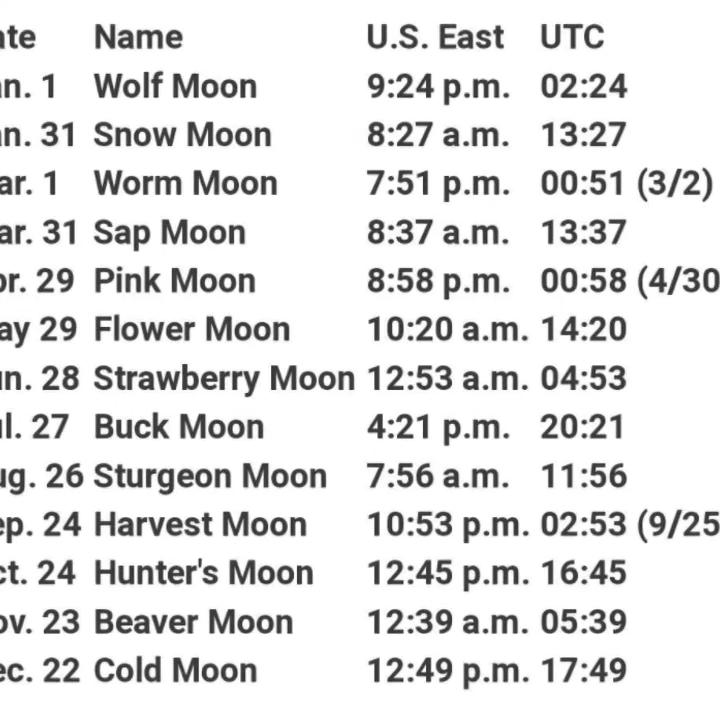 ate Name U.S. East UTC
an. 1 Wolf Moon 9:24 p.m. 02:24
an. 31 Snow Moon 8:27 a.m. 13:27
ar. 1 Worm Moon 7:51 p.m. 00:51 (3/2)
ar. 31 Sap Moon 8:37 a.m. 13:37
pr. 29 Pink Moon 8:58 p.m. 00:58 (4/30
ay 29 Flower Moon 10:20 a.m. 14:20
un. 28 Strawberry Moon 12:53 a.m. 04:53
ul. 27 Buck Moon 4:21 p.m. 20:21
ug. 26 Sturgeon Moon 7:56 a.m. 11:56
ep. 24 Harvest Moon 10:53 p.m. 02:53 (9/25
ct. 24 Hunter's Moon 12:45 p.m. 16:45
ov. 23 Beaver Moon 12:39 a.m. 05:39
ec. 22 Cold Moon 12:49 p.m. 17:49